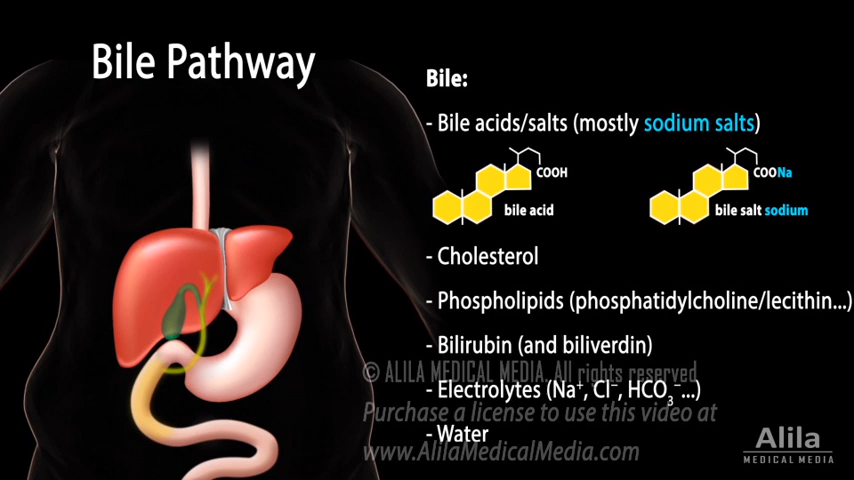 Bile Pathway
Bile:
- Bile acids/salts (mostly sodium salts)
COOH
bile acid
COONa
bile salt sodium
- Cholesterol
- Phospholipids (phosphatidylcholine/lecithin...)
- Bilirubin (and biliverdin)
© ALILA MEDICAL MEDIA. All rights reserved
- Electrolytes (Na⁺, Cl⁻, HCO₃⁻...)
Purchase a license to use this video at
- Water
www.AlilaMedicalMedia.com
Alila
MEDICAL MEDIA